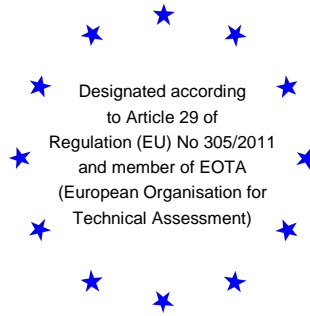 Designated according
to Article 29 of
Regulation (EU) No 305/2011
and member of EOTA
(European Organisation for
Technical Assessment)